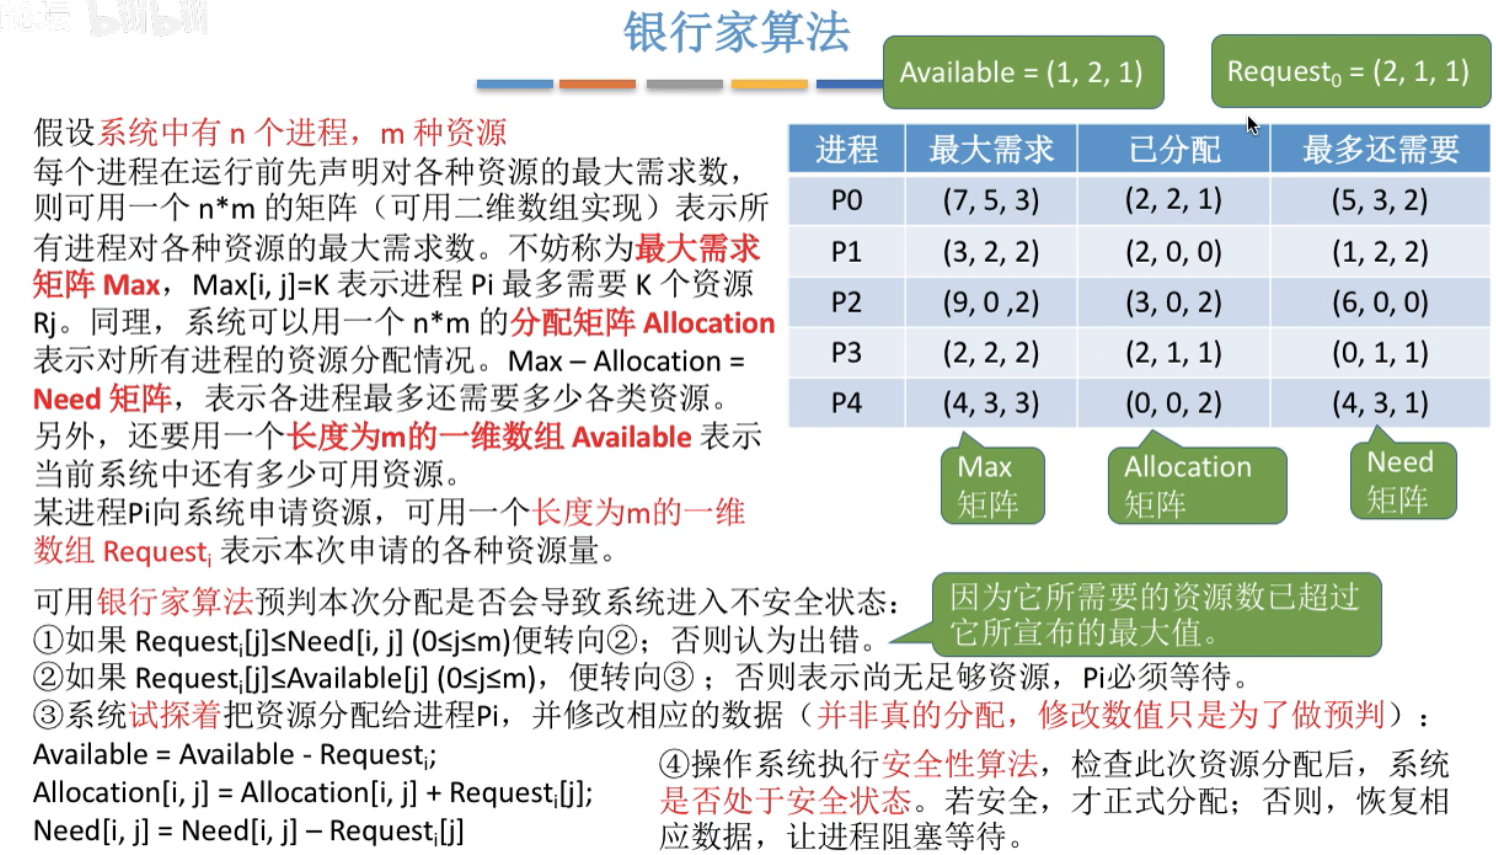 bilibili
银行家算法
Available = (1, 2, 1)
Request0 = (2, 1, 1)
假设系统中有 n 个进程，m 种资源
每个进程在运行前先声明对各种资源的最大需求数，
则可用一个 n*m 的矩阵（可用二维数组实现）表示所
有进程对各种资源的最大需求数。不妨称为最大需求
矩阵 Max，Max[i, j]=K 表示进程 Pi 最多需要 K 个资源
Rj。同理，系统可以用一个 n*m 的分配矩阵 Allocation
表示对所有进程的资源分配情况。Max – Allocation =
Need 矩阵，表示各进程最多还需要多少各类资源。
另外，还要用一个长度为m的一维数组 Available 表示
当前系统中还有多少可用资源。
某进程Pi向系统申请资源，可用一个长度为m的一维
数组 Requesti 表示本次申请的各种资源量。
进程 最大需求 已分配 最多还需要
P0 (7, 5, 3) (2, 2, 1) (5, 3, 2)
P1 (3, 2, 2) (2, 0, 0) (1, 2, 2)
P2 (9, 0 ,2) (3, 0, 2) (6, 0, 0)
P3 (2, 2, 2) (2, 1, 1) (0, 1, 1)
P4 (4, 3, 3) (0, 0, 2) (4, 3, 1)
Max
矩阵
Allocation
矩阵
Need
矩阵
可用银行家算法预判本次分配是否会导致系统进入不安全状态：
①如果 Requesti[j]≤Need[i, j] (0≤j≤m)便转向②；否则认为出错。
因为它所需要的资源数已超过
它所宣布的最大值。
②如果 Requesti[j]≤Available[j] (0≤j≤m)，便转向③ ；否则表示尚无足够资源，Pi必须等待。
③系统试探着把资源分配给进程Pi，并修改相应的数据（并非真的分配，修改数值只是为了做预判）：
Available = Available - Requesti;
Allocation[i, j] = Allocation[i, j] + Requesti[j];
Need[i, j] = Need[i, j] – Requesti[j]
④操作系统执行安全性算法，检查此次资源分配后，系统
是否处于安全状态。若安全，才正式分配；否则，恢复相
应数据，让进程阻塞等待。